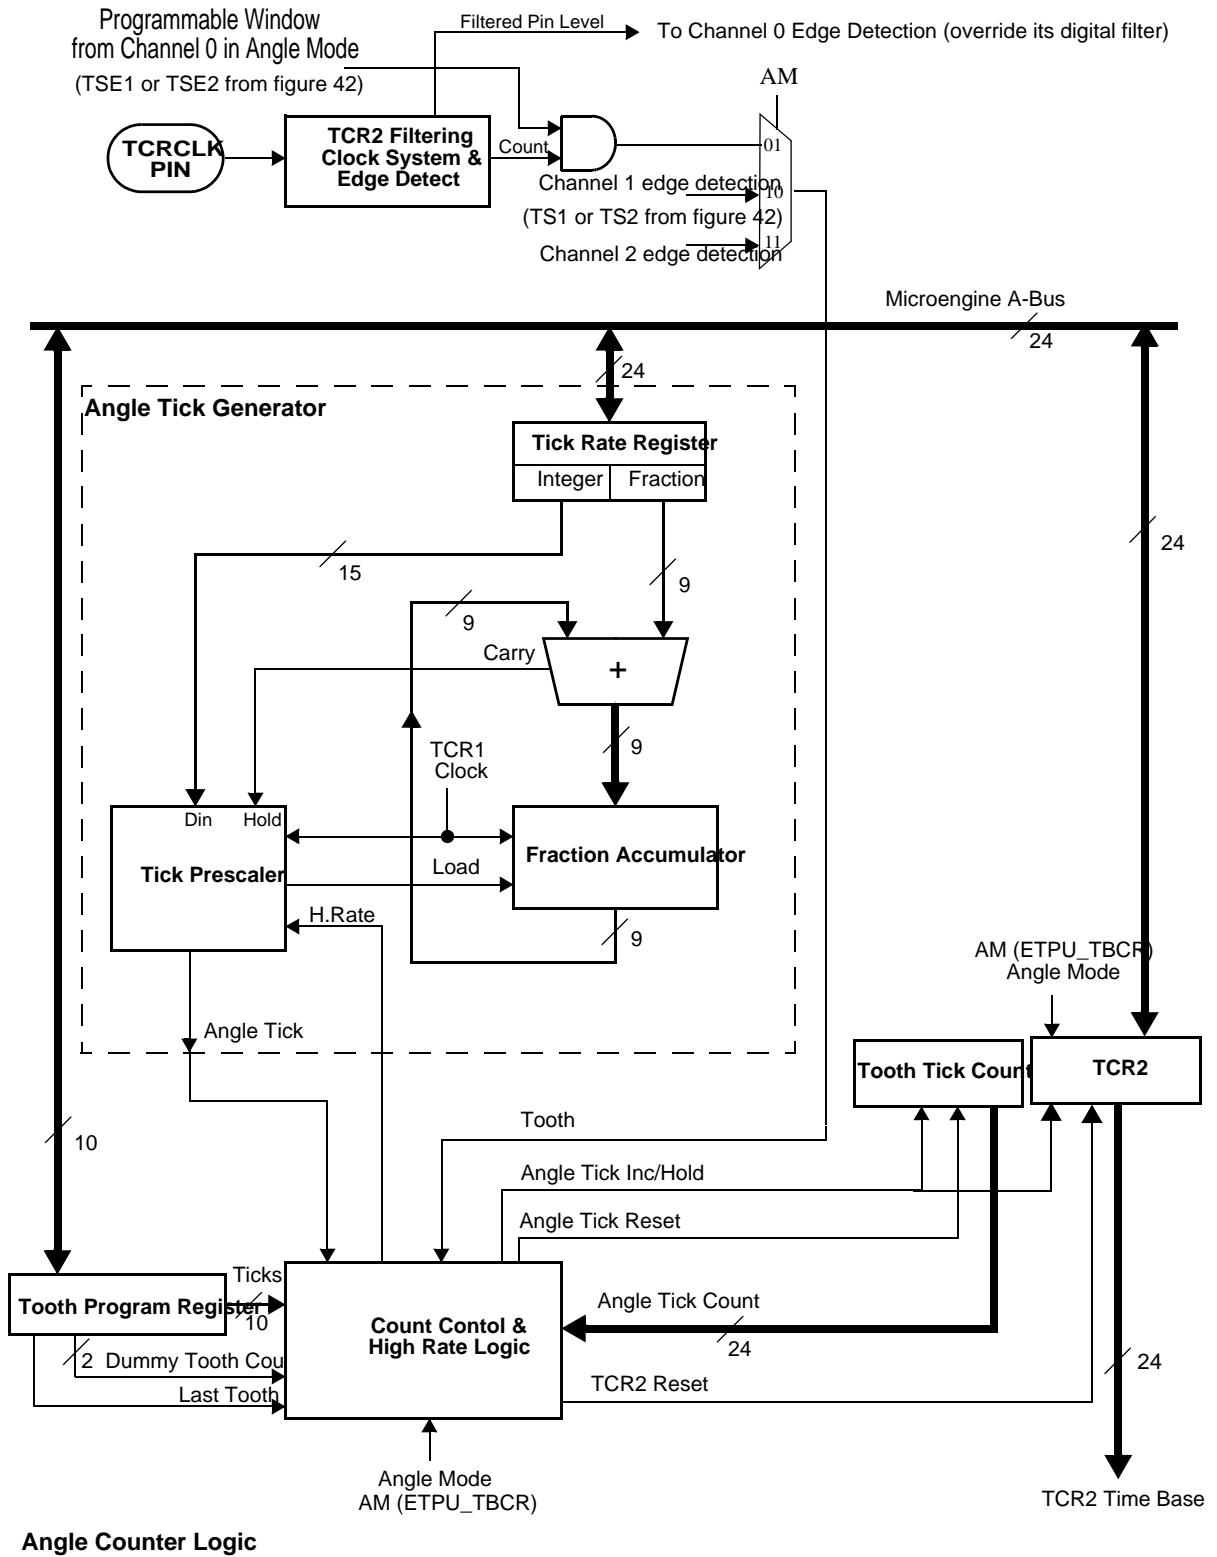 Programmable Window
from Channel 0 in Angle Mode
(TSE1 or TSE2 from figure 42)
Filtered Pin Level
To Channel 0 Edge Detection (override its digital filter)
AM
TCRCLK
PIN
TCR2 Filtering
Clock System &
Edge Detect
Count
01
Channel 1 edge detection
10
(TS1 or TS2 from figure 42)
11
Channel 2 edge detection
Microengine A-Bus
24
24
Angle Tick Generator
Tick Rate Register
Integer
Fraction
24
15
9
9
Carry
+
9
TCR1
Clock
Din
Hold
Tick Prescaler
Load
Fraction Accumulator
H.Rate
9
AM (ETPU_TBCR)
Angle Mode
Angle Tick
Tooth Tick Count
TCR2
10
Tooth
Angle Tick Inc/Hold
Angle Tick Reset
Ticks
Tooth Program Register
10
Count Contol &
High Rate Logic
Angle Tick Count
24
2
Dummy Tooth Cou
24
Last Tooth
TCR2 Reset
Angle Mode
AM (ETPU_TBCR)
TCR2 Time Base
Angle Counter Logic